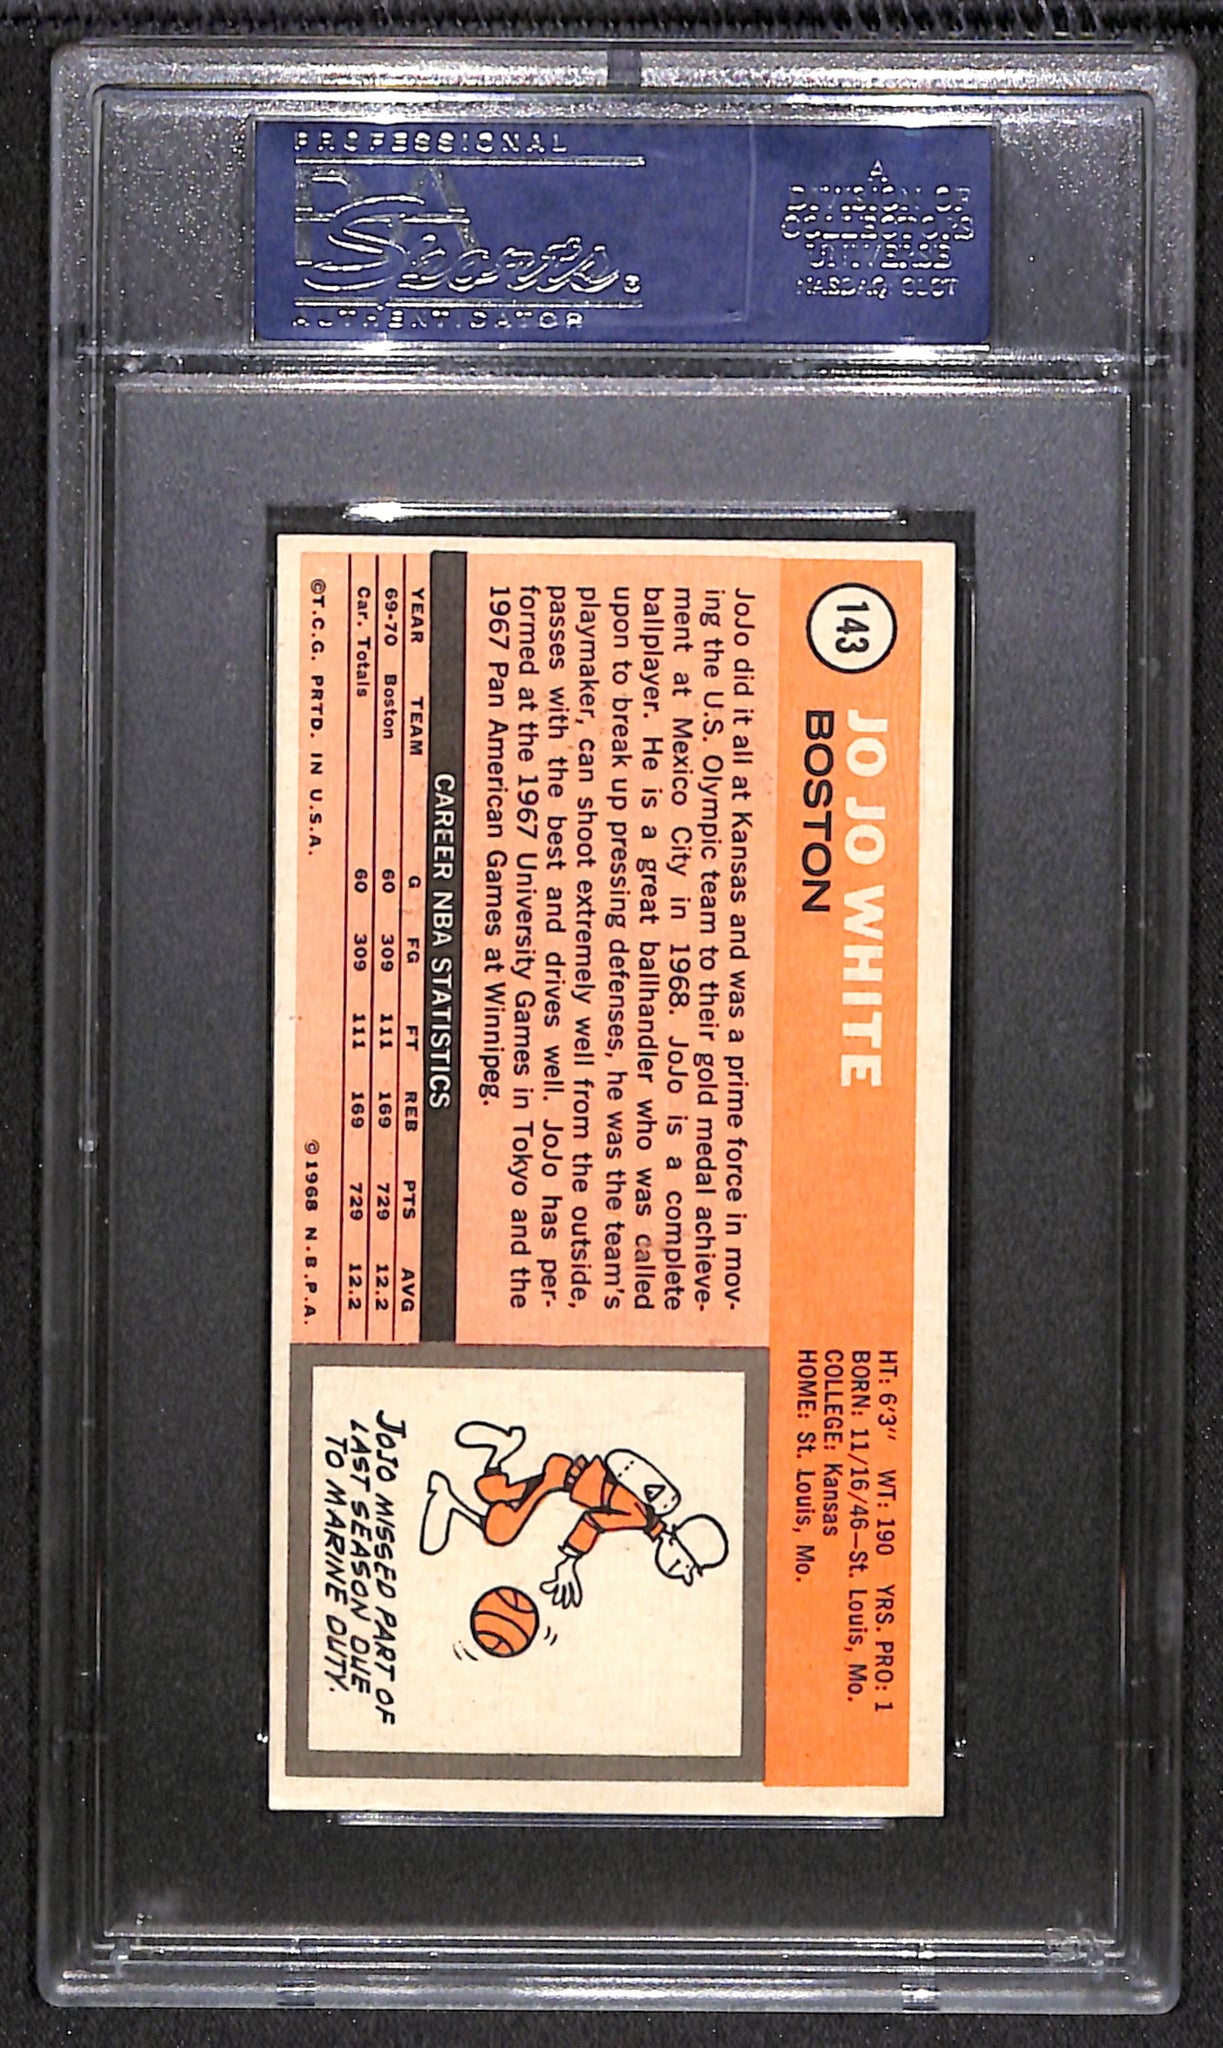 PROFESSIONAL
PSA
Sports
AUTHENTICATOR
A
DIVISION OF
COLLECTORS
UNIVERSE
NASDAQ: CLCT
143
JO JO WHITE
BOSTON
HT: 6'3" WT: 190 YRS. PRO: 1
BORN: 11/16/46—St. Louis, Mo.
COLLEGE: Kansas
HOME: St. Louis, Mo.
JoJo did it all at Kansas and was a prime force in mov-
ing the U.S. Olympic team to their gold medal achieve-
ment at Mexico City in 1968. JoJo is a complete
ballplayer. He is a great ballhandler who was called
upon to break up pressing defenses, he was the team's
playmaker, can shoot extremely well from the outside,
passes with the best and drives well. JoJo has per-
formed at the 1967 University Games in Tokyo and the
1967 Pan American Games at Winnipeg.
CAREER NBA STATISTICS
YEAR TEAM G FG FT REB PTS AVG
69-70 Boston 60 309 111 169 729 12.2
Car. Totals 60 309 111 169 729 12.2
©T.C.G. PRTD. IN U.S.A. ©1968 N.B.P.A.
JOJO MISSED PART OF
LAST SEASON DUE
TO MARINE DUTY.